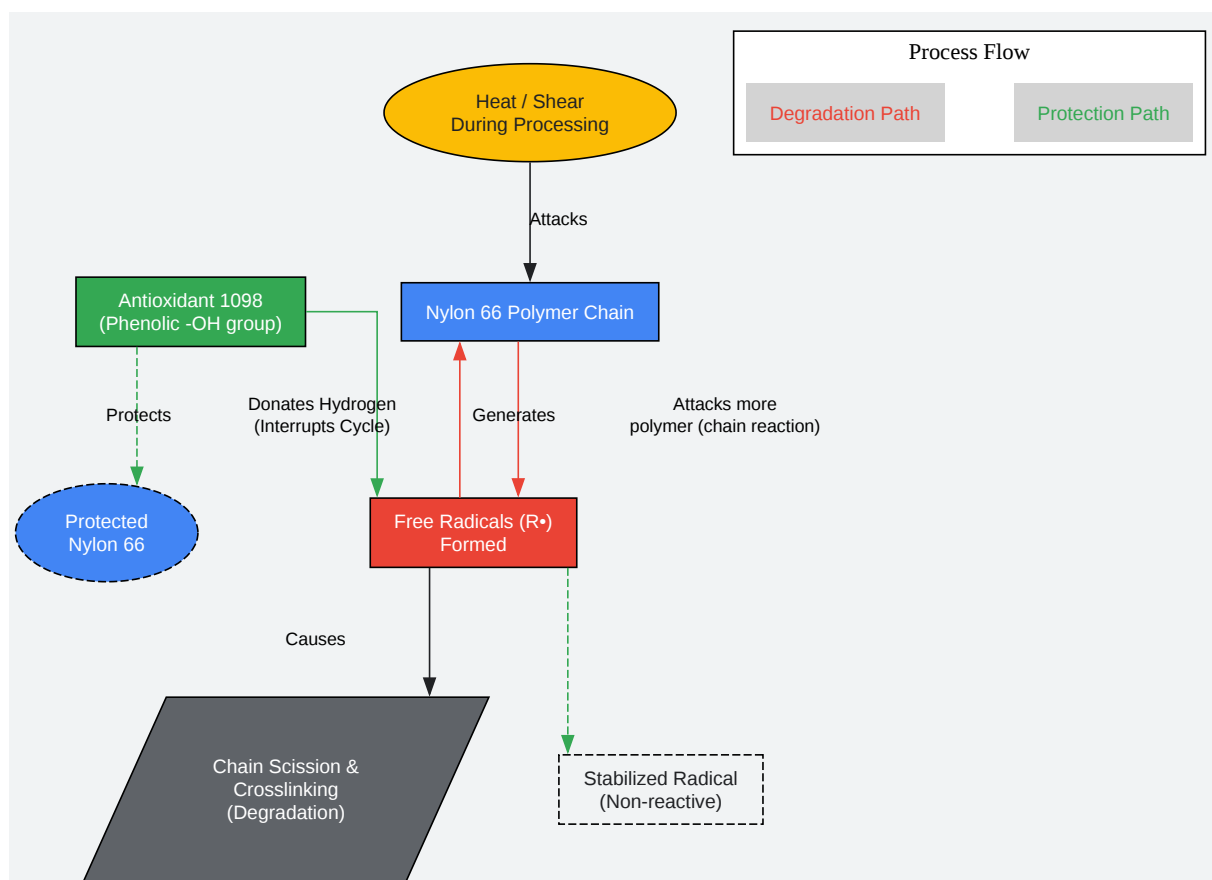 Process Flow
Degradation Path
Protection Path
Heat / Shear
During Processing
Attacks
Antioxidant 1098
(Phenolic -OH group)
Nylon 66 Polymer Chain
Protects
Donates Hydrogen
(Interrupts Cycle)
Generates
Attacks more
polymer (chain reaction)
Protected
Nylon 66
Free Radicals (R•)
Formed
Causes
Chain Scission &
Crosslinking
(Degradation)
Stabilized Radical
(Non-reactive)